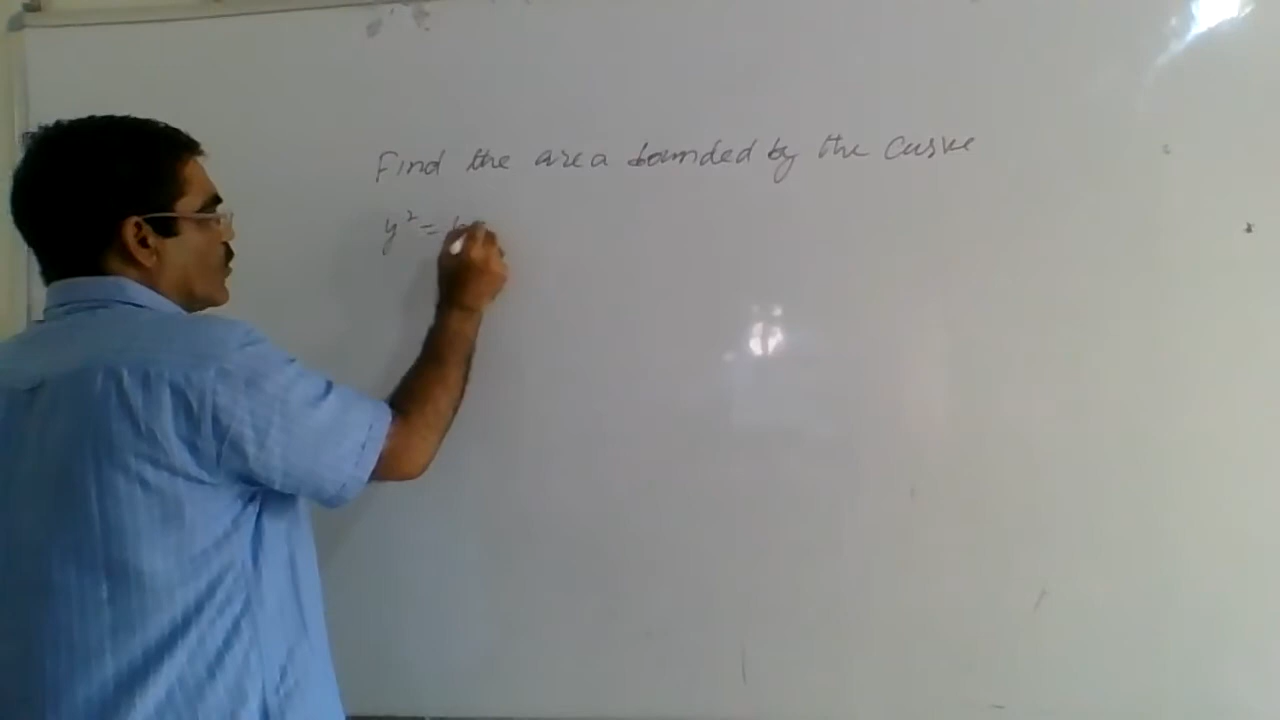 Find the area bounded by the curve
y² =